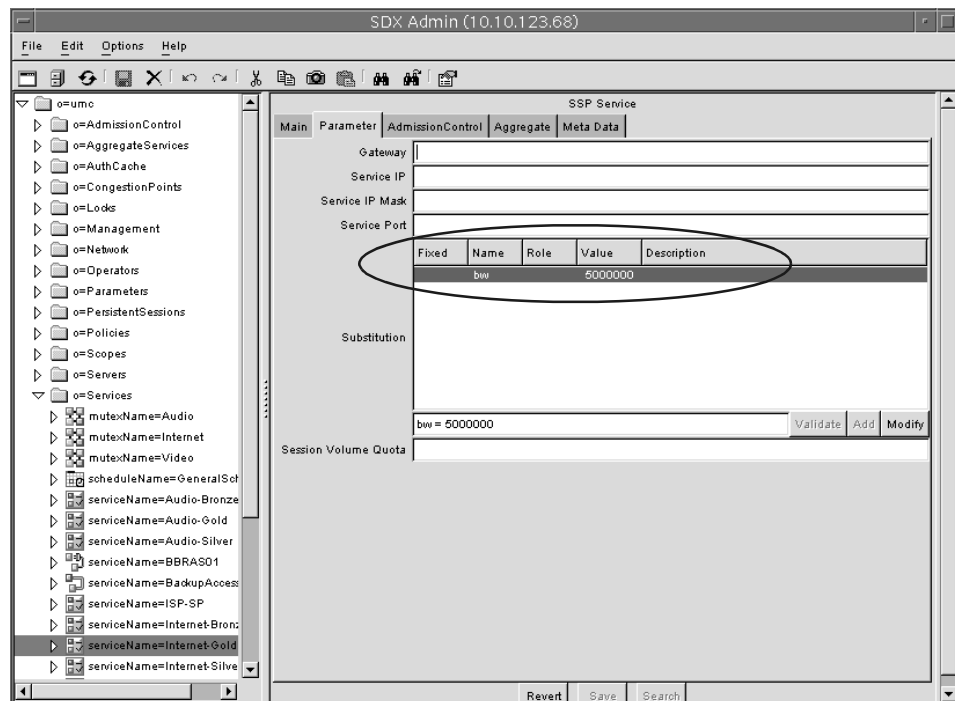 SDX Admin (10.10.123.68)
File Edit Options Help
o=umc
o=AdmissionControl
o=AggregateServices
o=AuthCache
o=CongestionPoints
o=Locks
o=Management
o=Network
o=Operators
o=Parameters
o=PersistentSessions
o=Policies
o=Scopes
o=Servers
o=Services
mutexName=Audio
mutexName=Internet
mutexName=Video
scheduleName=GeneralSch
serviceName=Audio-Bronze
serviceName=Audio-Gold
serviceName=Audio-Silver
serviceName=BBRAS01
serviceName=BackupAccess
serviceName=ISP-SP
serviceName=Internet-Bronz
serviceName=Internet-Gold
serviceName=Internet-Silve
SSP Service
Main Parameter AdmissionControl Aggregate Meta Data
Gateway
Service IP
Service IP Mask
Service Port
Fixed Name Role Value Description
bw 5000000
Substitution
bw = 5000000 Validate Add Modify
Session Volume Quota
Revert Save Search